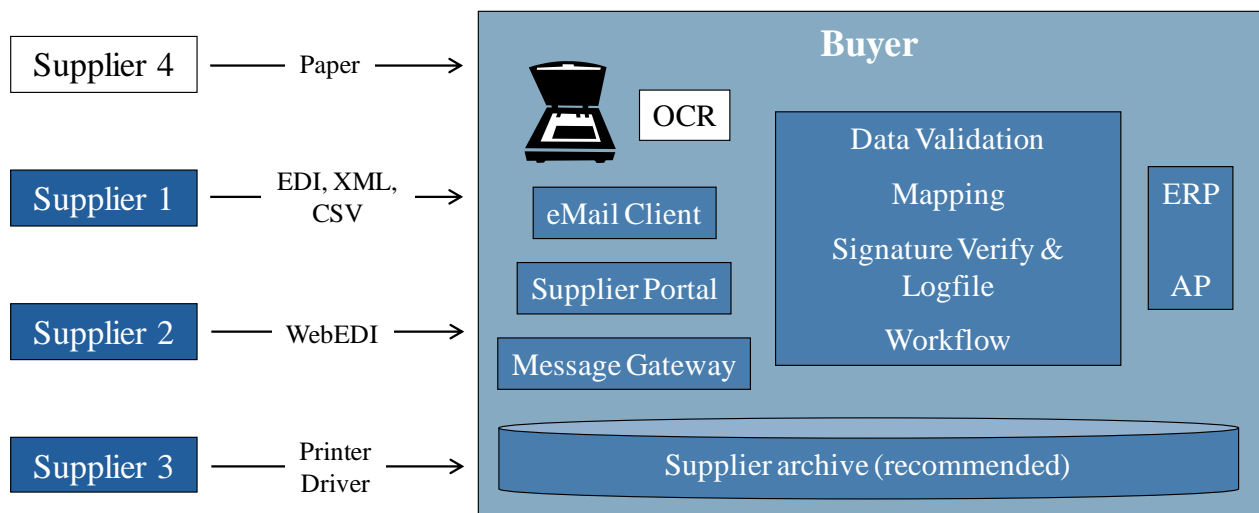 Buyer
Supplier 4
Paper
OCR
Supplier 1
EDI, XML,
CSV
eMail Client
Supplier Portal
Message Gateway
Data Validation
Mapping
Signature Verify &
Logfile
Workflow
ERP
AP
Supplier 2
WebEDI
Supplier 3
Printer
Driver
Supplier archive (recommended)